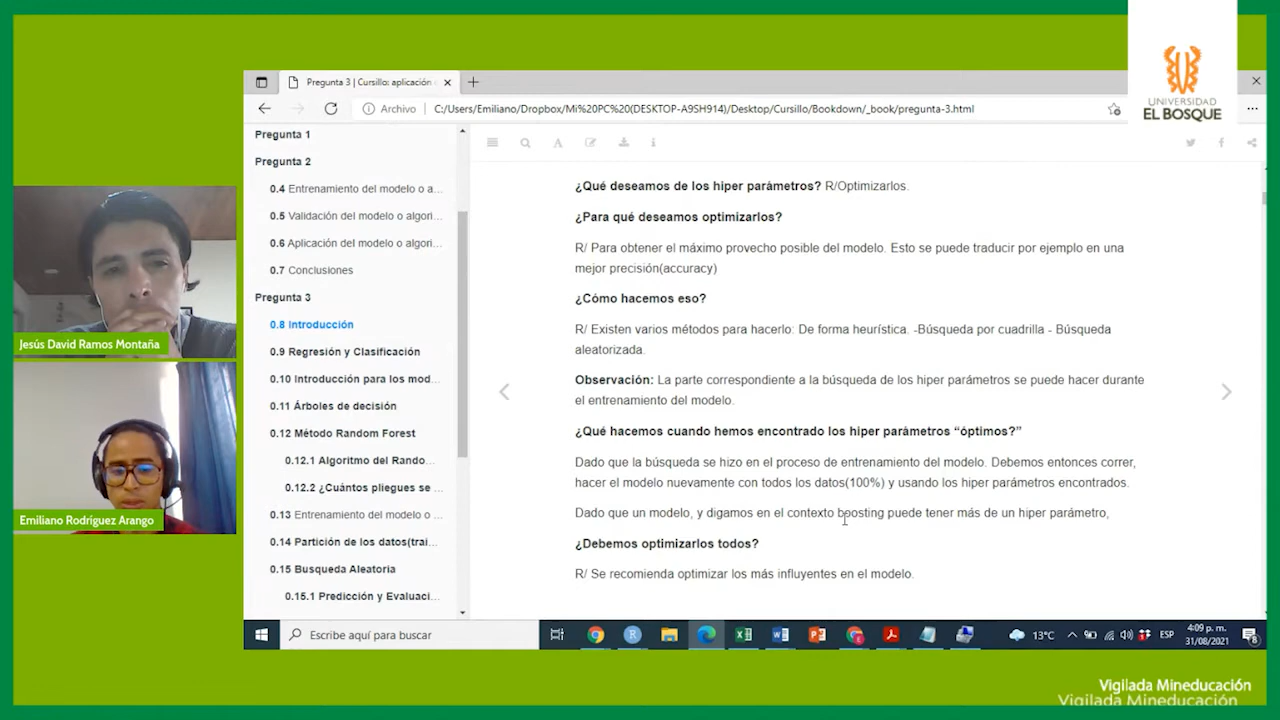 UNIVERSIDAD
EL BOSQUE
Pregunta 3 | Cursillo: aplicación
Archivo
C:/Users/Emiliano/Dropbox/Mi%20PC%20(DESKTOP-A9SH914)/Desktop/Cursillo/Bookdown/_book/pregunta-3.html
Pregunta 1
Pregunta 2
0.4 Entrenamiento del modelo o a...
0.5 Validación del modelo o algori...
0.6 Aplicación del modelo o algori...
0.7 Conclusiones
Pregunta 3
0.8 Introducción
0.9 Regresión y Clasificación
0.10 Introducción para los mod...
0.11 Árboles de decisión
0.12 Método Random Forest
0.12.1 Algoritmo del Rando...
0.12.2 ¿Cuántos pliegues se ...
0.13 Entrenamiento del modelo o ...
0.14 Partición de los datos(trai...
0.15 Busqueda Aleatoria
0.15.1 Predicción y Evaluaci...
¿Qué deseamos de los hiper parámetros? R/Optimizarlos.
¿Para qué deseamos optimizarlos?
R/ Para obtener el máximo provecho posible del modelo. Esto se puede traducir por ejemplo en una
mejor precisión(accuracy)
¿Cómo hacemos eso?
R/ Existen varios métodos para hacerlo: De forma heurística. -Búsqueda por cuadrilla - Búsqueda
aleatorizada.
Observación: La parte correspondiente a la búsqueda de los hiper parámetros se puede hacer durante
el entrenamiento del modelo.
¿Qué hacemos cuando hemos encontrado los hiper parámetros “óptimos?”
Dado que la búsqueda se hizo en el proceso de entrenamiento del modelo. Debemos entonces correr,
hacer el modelo nuevamente con todos los datos(100%) y usando los hiper parámetros encontrados.
Dado que un modelo, y digamos en el contexto boosting puede tener más de un hiper parámetro,
¿Debemos optimizarlos todos?
R/ Se recomienda optimizar los más influyentes en el modelo.
Jesús David Ramos Montaña
Emiliano Rodríguez Arango
Escribe aquí para buscar
13°C
ESP
4:09 p. m.
31/08/2021
8
Vigilada Mineducación
Vigilada Mineducación